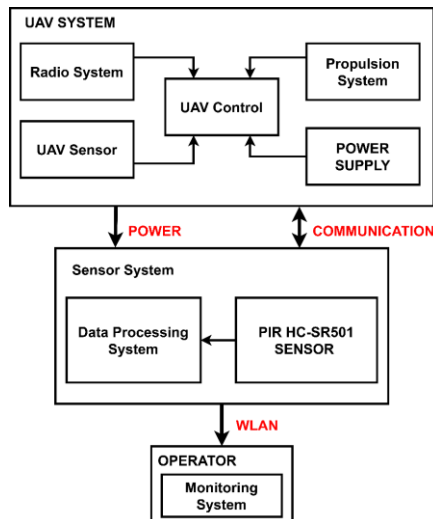 UAV SYSTEM
Radio System
Propulsion
System
UAV Control
UAV Sensor
POWER
SUPPLY
POWER
COMMUNICATION
Sensor System
Data Processing
System
PIR HC-SR501
SENSOR
WLAN
OPERATOR
Monitoring
System